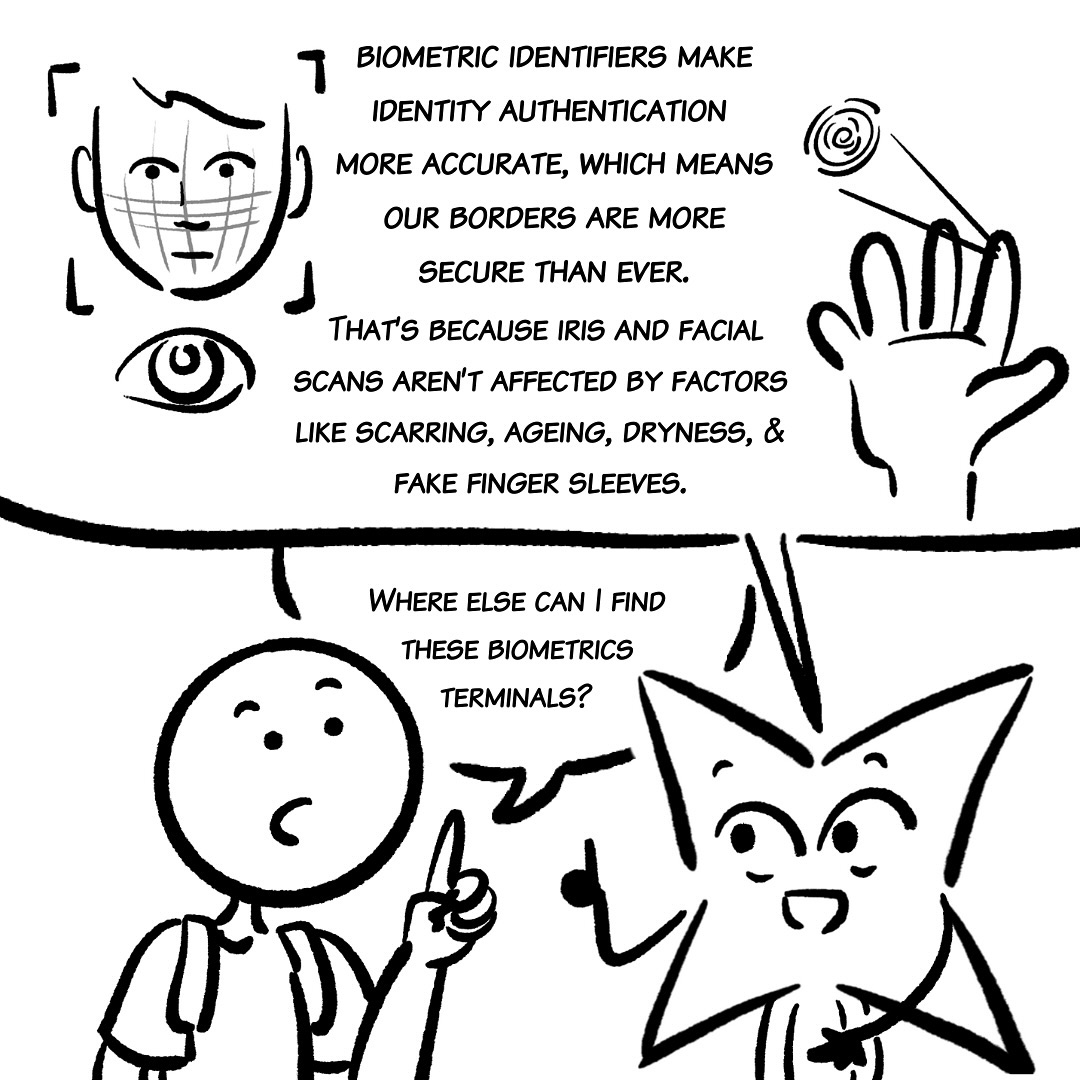 BIOMETRIC IDENTIFIERS MAKE
IDENTITY AUTHENTICATION
MORE ACCURATE, WHICH MEANS
OUR BORDERS ARE MORE
SECURE THAN EVER.
THAT'S BECAUSE IRIS AND FACIAL
SCANS AREN'T AFFECTED BY FACTORS
LIKE SCARRING, AGEING, DRYNESS, &
FAKE FINGER SLEEVES.
WHERE ELSE CAN I FIND
THESE BIOMETRICS
TERMINALS?